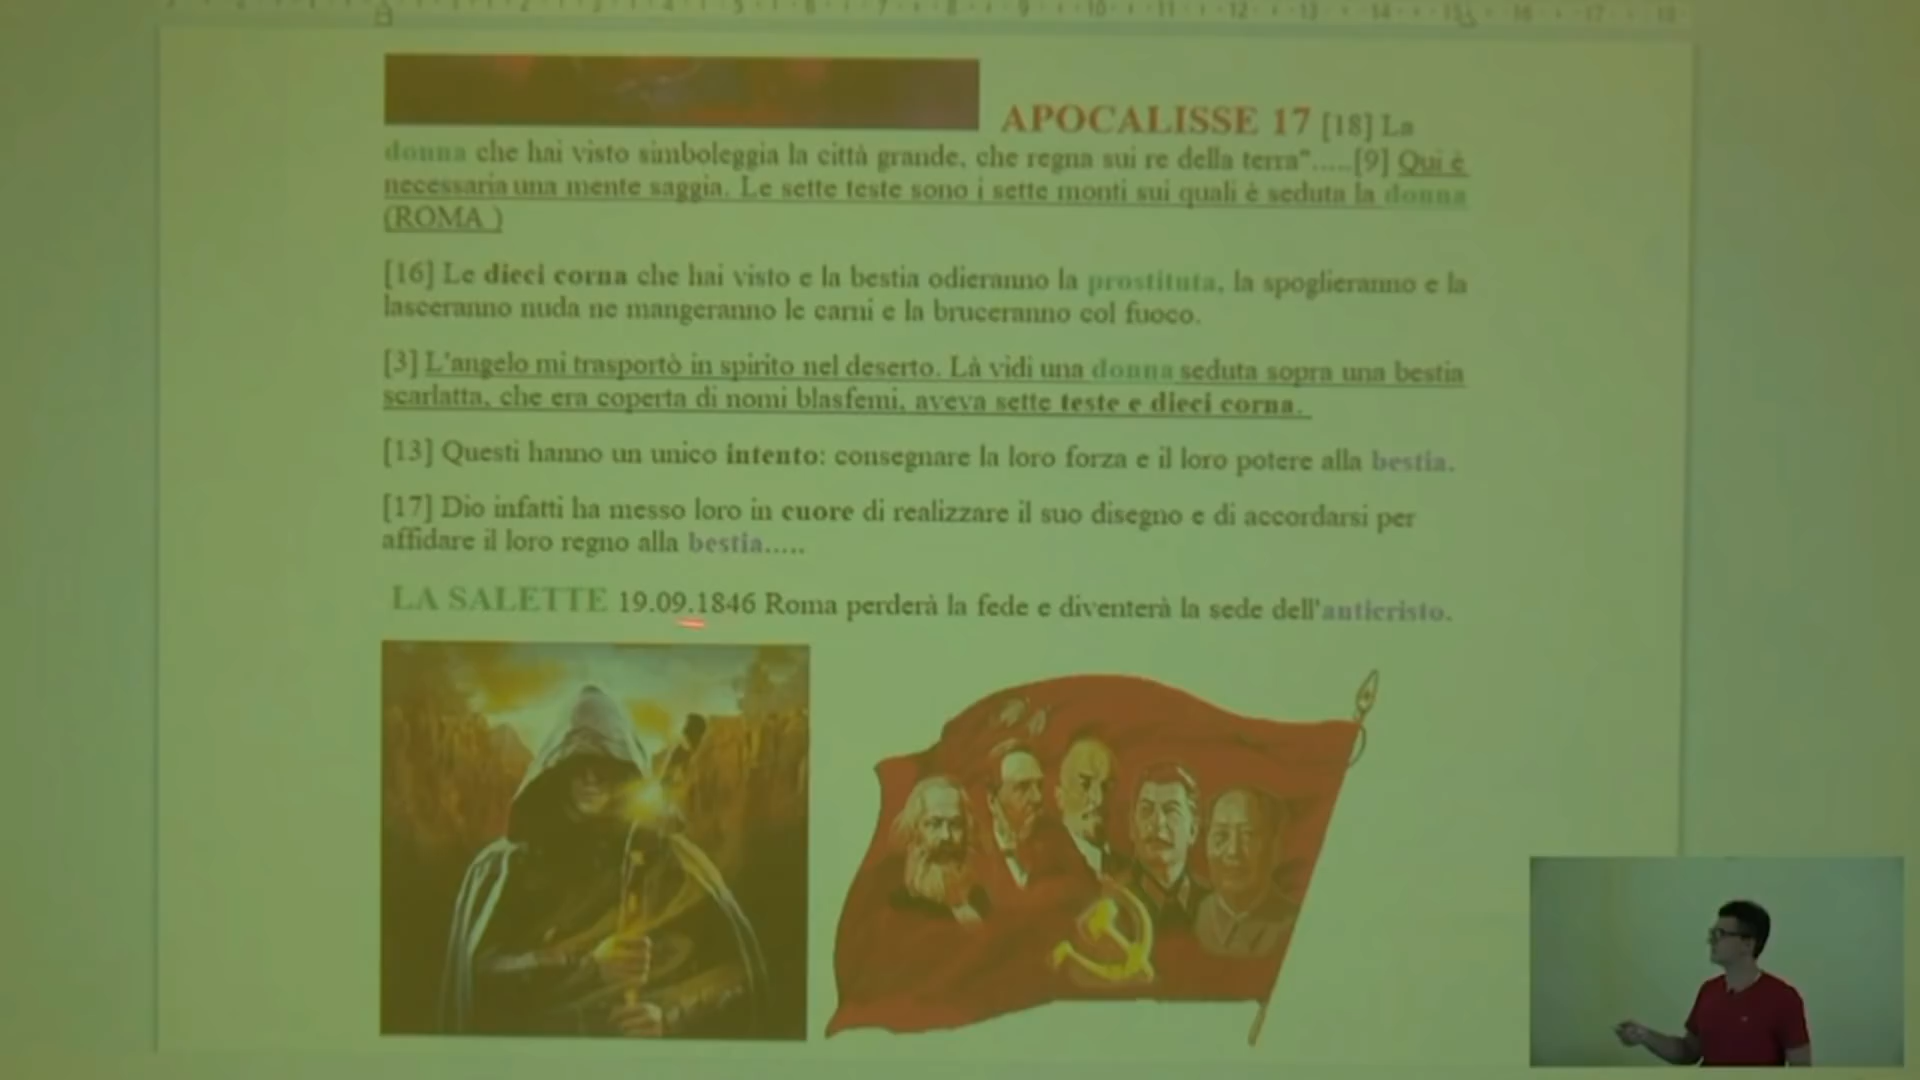 APOCALISSE 17 [18] La
donna che hai visto simboleggia la città grande, che regna sui re della terra".....[9] Qui è
necessaria una mente saggia. Le sette teste sono i sette monti sui quali è seduta la donna
(ROMA )
[16] Le dieci corna che hai visto e la bestia odieranno la prostituta, la spoglieranno e la
lasceranno nuda ne mangeranno le carni e la bruceranno col fuoco.
[3] L'angelo mi trasportò in spirito nel deserto. Là vidi una donna seduta sopra una bestia
scarlatta, che era coperta di nomi blasfemi, aveva sette teste e dieci corna.
[13] Questi hanno un unico intento: consegnare la loro forza e il loro potere alla bestia.
[17] Dio infatti ha messo loro in cuore di realizzare il suo disegno e di accordarsi per
affidare il loro regno alla bestia.....
LA SALETTE 19.09.1846 Roma perderà la fede e diventerà la sede dell'anticristo.